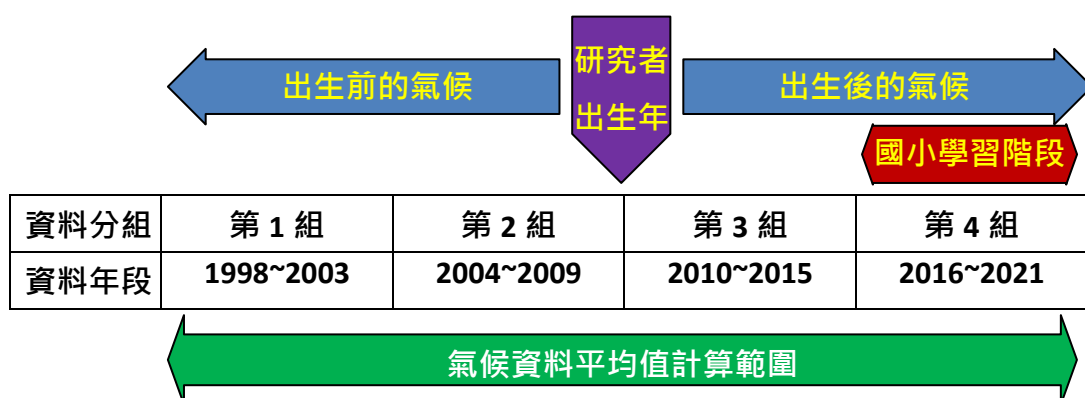 研究者
出生年
出生前的氣候
出生後的氣候
國小學習階段
資料分組 第 1 組 第 2 組 第 3 組 第 4 組
資料年段 1998~2003 2004~2009 2010~2015 2016~2021
氣候資料平均值計算範圍